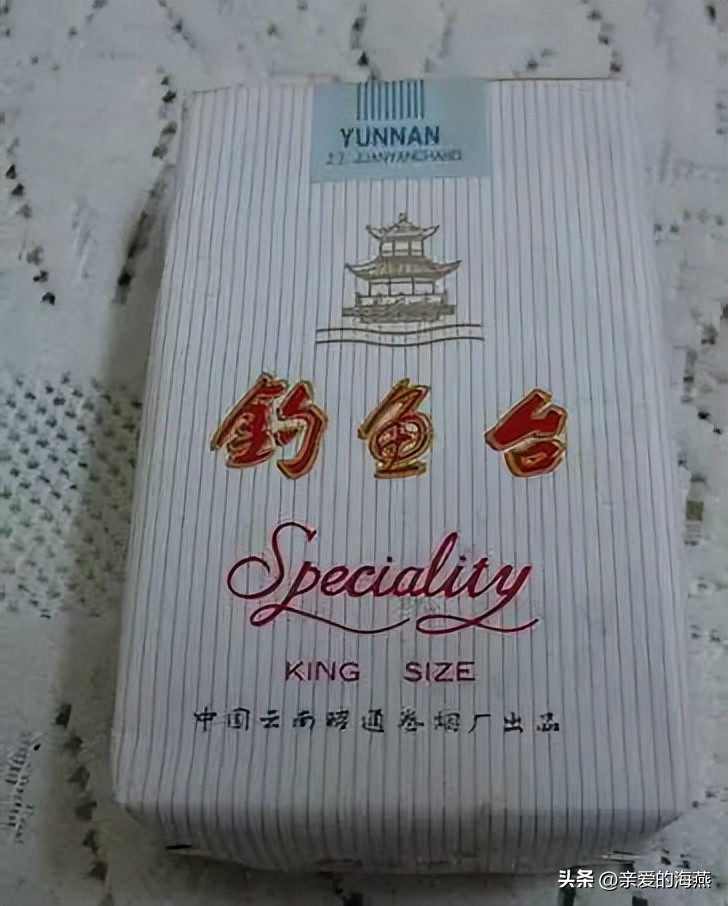 YUNNAN
钓鱼台
Speciality
KING SIZE
中国云南昭通卷烟厂出品
头条 @亲爱的海燕